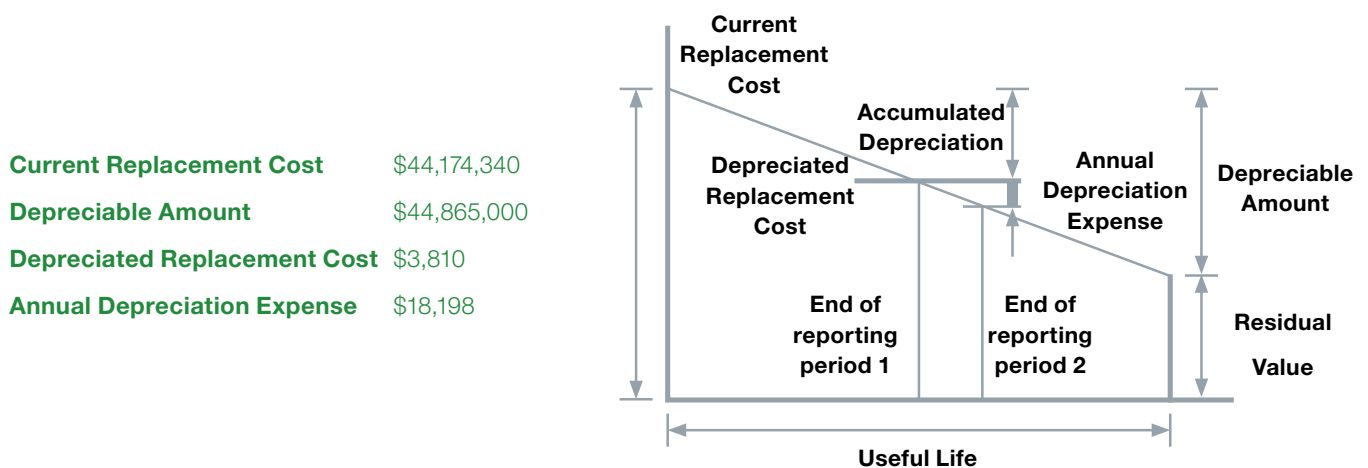 Current Replacement Cost $44,174,340
Depreciable Amount $44,865,000
Depreciated Replacement Cost $3,810
Annual Depreciation Expense $18,198
Current
Replacement
Cost
Accumulated
Depreciation
Depreciated
Replacement
Cost
Annual
Depreciation
Expense
Depreciable
Amount
End of
reporting
period 1
End of
reporting
period 2
Residual
Value
Useful Life